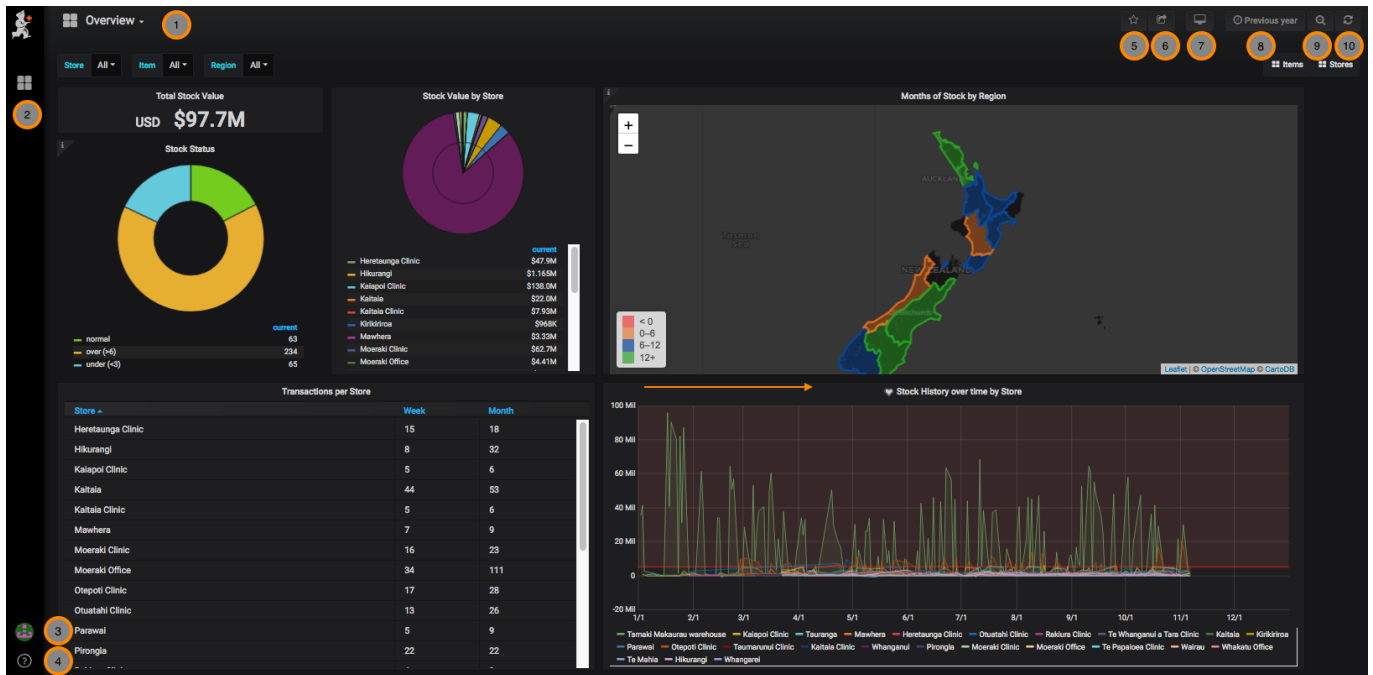 Overview
1
5
6
7
Previous year
8
9
10
Store All Item All Region All
Items Stores
2
Total Stock Value
USD $97.7M
Stock Status
current
normal 63
over (>6) 234
under (<3) 65
Stock Value by Store
current
Heretaunga Clinic $47.9M
Hikurangi $1.165M
Kaiapoi Clinic $138.0M
Kaitaia $22.0M
Kaitaia Clinic $7.93M
Kirikiriroa $968K
Mawhera $3.33M
Moeraki Clinic $62.7M
Moeraki Office $4.41M
Months of Stock by Region
+
−
AUCKLAND
Tasman
Sea
NEW ZEALAND
< 0
0–6
6–12
12+
Leaflet | © OpenStreetMap © CartoDB
Transactions per Store
Store Week Month
Heretaunga Clinic 15 18
Hikurangi 8 32
Kaiapoi Clinic 5 6
Kaitaia 44 53
Kaitaia Clinic 5 6
Mawhera 7 9
Moeraki Clinic 16 23
Moeraki Office 34 111
Otepoti Clinic 17 28
Otuatahi Clinic 13 26
Parawai 5 9
Pirongia 22 22
3
4
?
Stock History over time by Store
100 Mil
80 Mil
60 Mil
40 Mil
20 Mil
0
-20 Mil
1/1 2/1 3/1 4/1 5/1 6/1 7/1 8/1 9/1 10/1 11/1 12/1
Tamaki Makaurau warehouse Kaiapoi Clinic Tauranga Mawhera Heretaunga Clinic Otuatahi Clinic Rakiura Clinic Te Whanganui a Tara Clinic Kaitaia Kirikiriroa
Parawai Otepoti Clinic Taumarunui Clinic Kaitaia Clinic Whanganui Pirongia Moeraki Clinic Moeraki Office Te Papaioea Clinic Wairau Whakatu Office
Te Mahia Hikurangi Whangarei